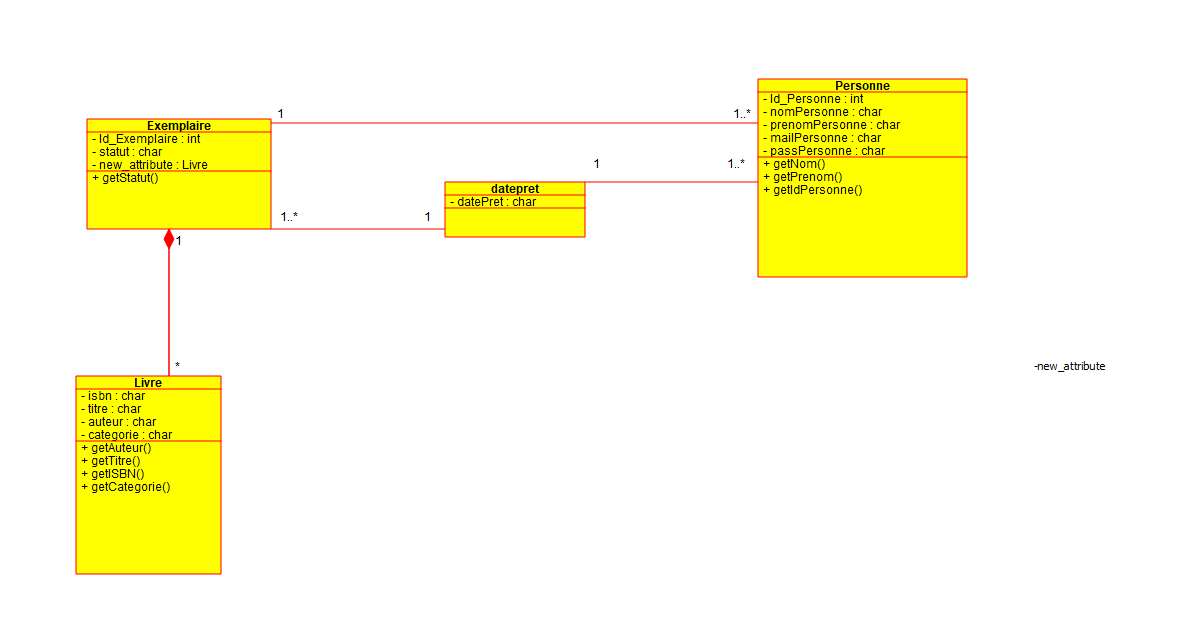 Personne
- Id_Personne : int
- nomPersonne : char
- prenomPersonne : char
- mailPersonne : char
- passPersonne : char
+ getNom()
+ getPrenom()
+ getIdPersonne()
1
1..*
Exemplaire
- Id_Exemplaire : int
- statut : char
- new_attribute : Livre
+ getStatut()
1
1..*
datepret
- datePret : char
1..*
1
1
*
-new_attribute
Livre
- isbn : char
- titre : char
- auteur : char
- categorie : char
+ getAuteur()
+ getTitre()
+ getISBN()
+ getCategorie()